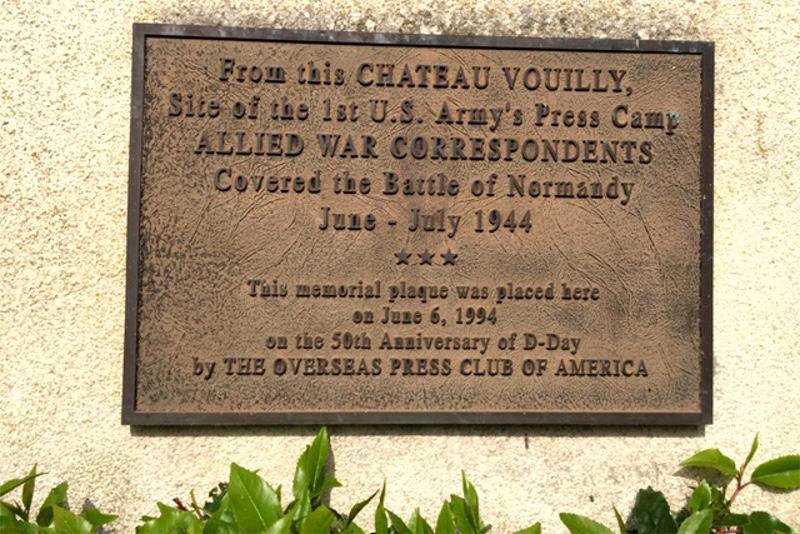 From this CHATEAU VOUILLY,
Site of the 1st U.S. Army's Press Camp
ALLIED WAR CORRESPONDENTS
Covered the Battle of Normandy
June - July 1944
★★★
This memorial plaque was placed here
on June 6, 1994
on the 50th Anniversary of D-Day
by THE OVERSEAS PRESS CLUB OF AMERICA